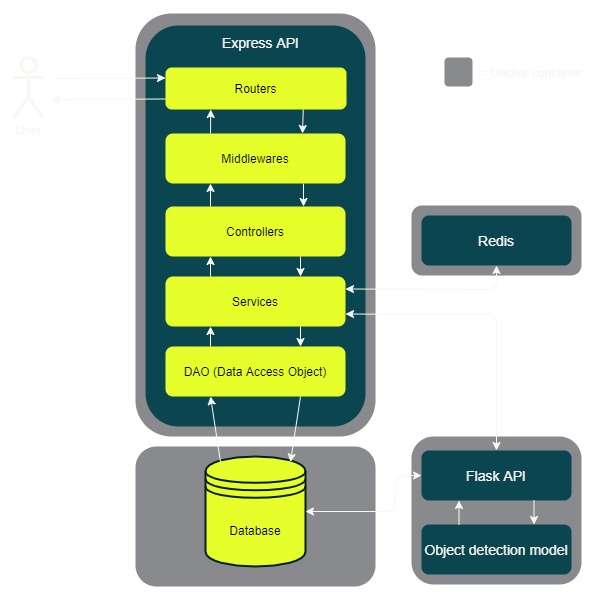 Express API
= Docker container
Routers
User
Middlewares
Controllers
Redis
Services
DAO (Data Access Object)
Flask API
Database
Object detection model